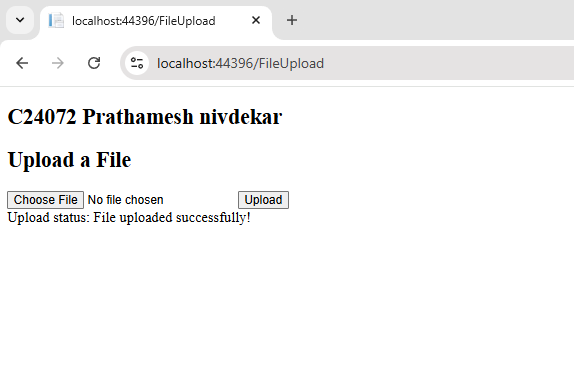 localhost:44396/FileUpload
localhost:44396/FileUpload
C24072 Prathamesh nivdekar
Upload a File
Choose File No file chosen Upload
Upload status: File uploaded successfully!